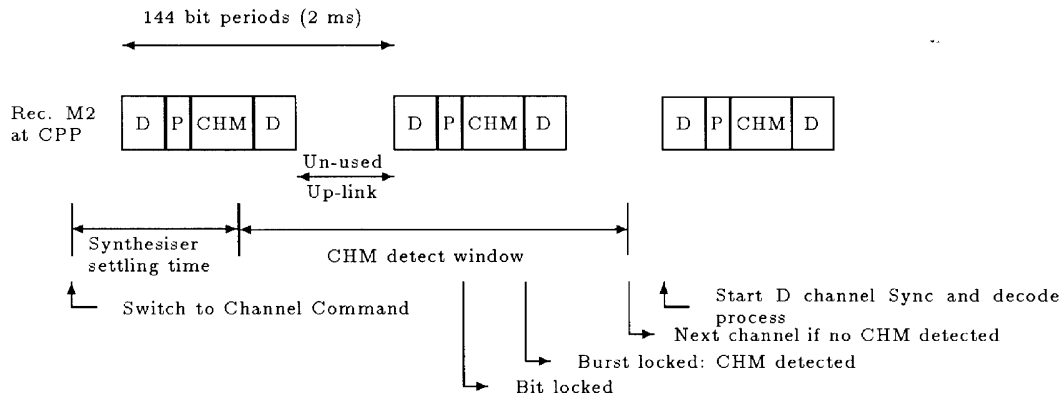 144 bit periods (2 ms)
Rec. M2
at CPP
D P CHM D
D P CHM D
D P CHM D
Un-used
Up-link
Synthesiser
settling time
CHM detect window
Switch to Channel Command
Start D channel Sync and decode
process
Next channel if no CHM detected
Burst locked: CHM detected
Bit locked